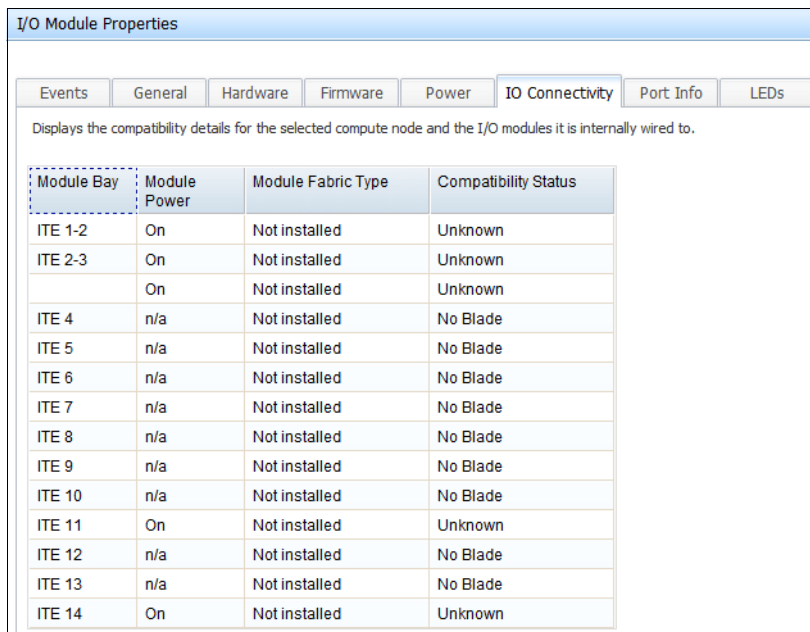 I/O Module Properties
Events General Hardware Firmware Power IO Connectivity Port Info LEDs
Displays the compatibility details for the selected compute node and the I/O modules it is internally wired to.
Module Bay Module Power Module Fabric Type Compatibility Status
ITE 1-2 On Not installed Unknown
ITE 2-3 On Not installed Unknown
On Not installed Unknown
ITE 4 n/a Not installed No Blade
ITE 5 n/a Not installed No Blade
ITE 6 n/a Not installed No Blade
ITE 7 n/a Not installed No Blade
ITE 8 n/a Not installed No Blade
ITE 9 n/a Not installed No Blade
ITE 10 n/a Not installed No Blade
ITE 11 On Not installed Unknown
ITE 12 n/a Not installed No Blade
ITE 13 n/a Not installed No Blade
ITE 14 On Not installed Unknown